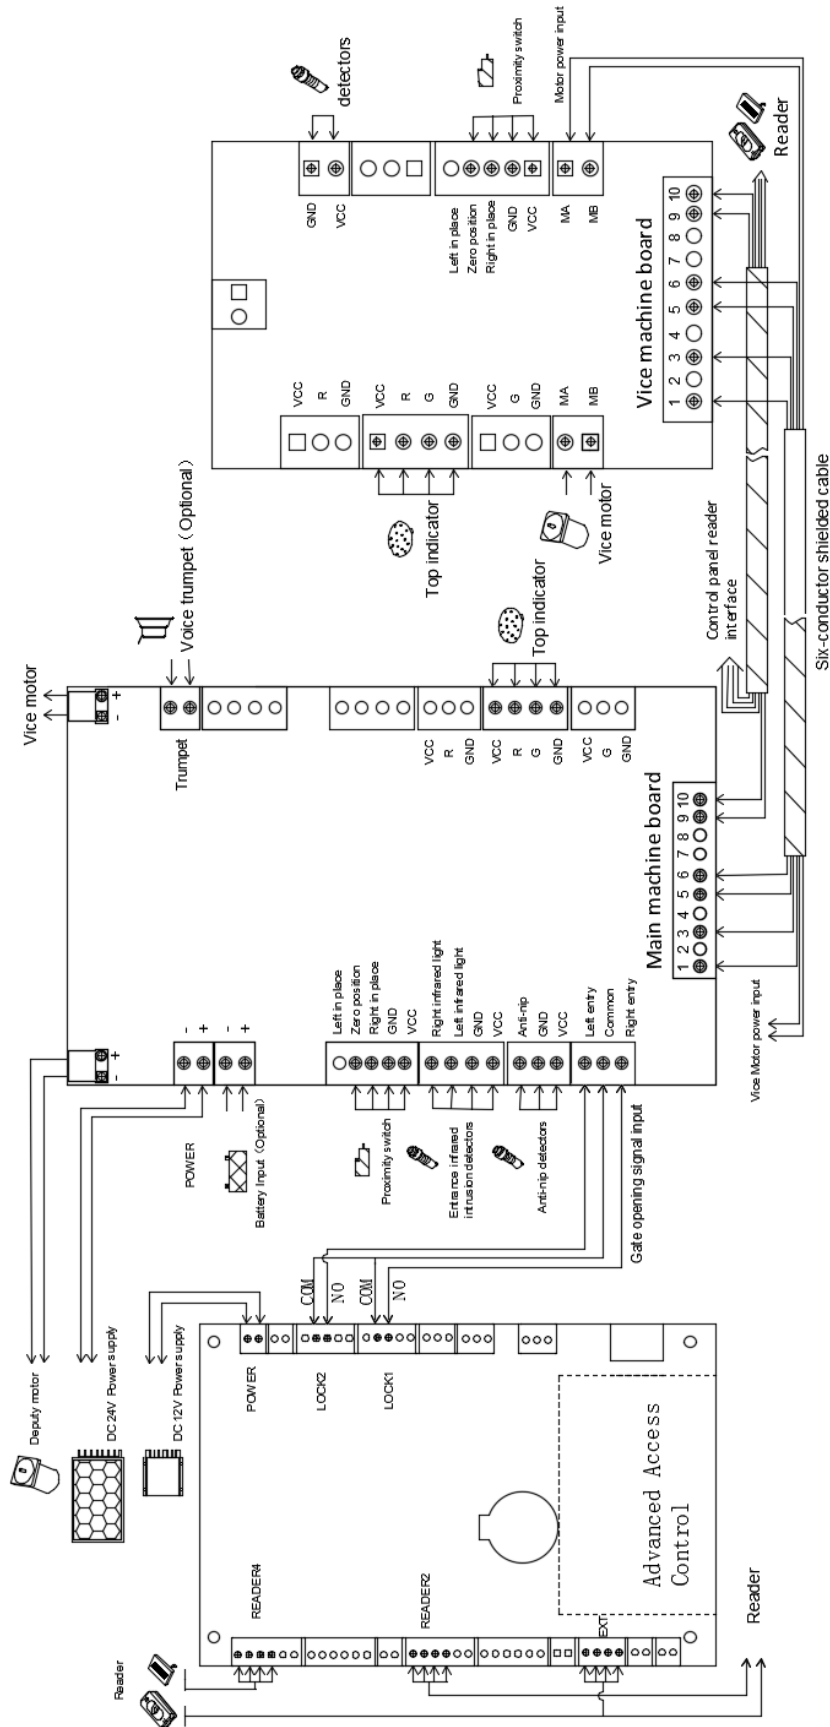 Reader
READER4
READER2
EXT
Reader
Advanced Access
Control
POWER
LOCK2
LOCK1
COM
NO
COM
NO
Deputy motor
DC 24V Power supply
DC 12V Power supply
- +
POWER
-
+
-
+
Battery Input (Optional)
Left in place
Zero position
Right in place
GND
VCC
Proximity switch
Right infrared light
Left infrared light
GND
VCC
Entrance infrared
intrusion detectors
Anti-nip
GND
VCC
Anti-nip detectors
Left entry
Common
Right entry
Gate opening signal input
Main machine board
1 2 3 4 5 6 7 8 9 10
Vice Motor power input
Vice motor
- +
Trumpet
Voice trumpet (Optional)
VCC
R
GND
VCC
R
G
GND
Top indicator
VCC
G
GND
Control panel reader
interface
Six-conductor shielded cable
VCC
R
GND
VCC
R
G
GND
Top indicator
VCC
G
GND
MA
MB
Vice motor
Vice machine board
1 2 3 4 5 6 7 8 9 10
GND
VCC
detectors
Left in place
Zero position
Right in place
GND
VCC
Proximity switch
MA
MB
Motor power input
Reader